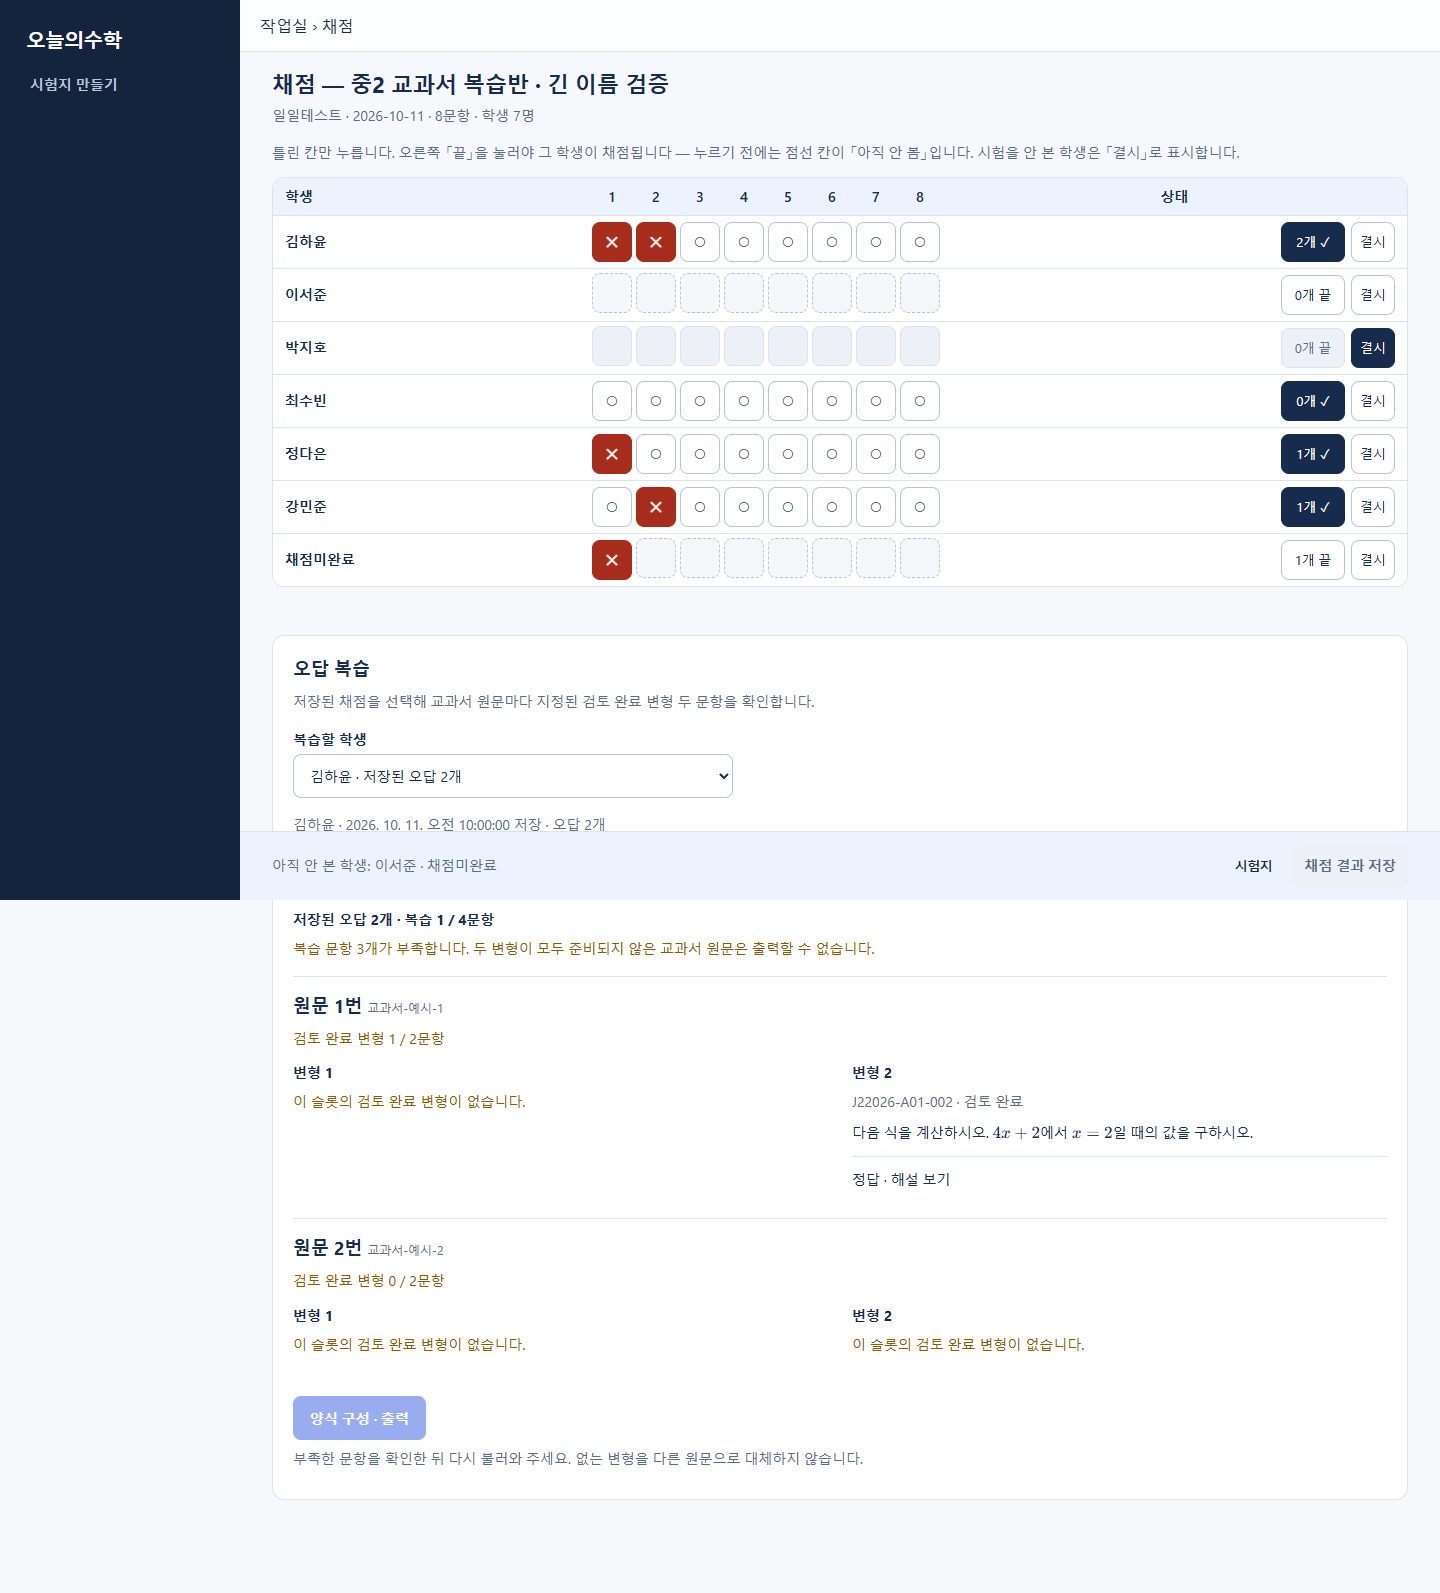 오늘의수학
시험지 만들기
작업실 › 채점
채점 — 중2 교과서 복습반 · 긴 이름 검증
일일테스트 · 2026-10-11 · 8문항 · 학생 7명
틀린 칸만 누릅니다. 오른쪽 「끝」을 눌러야 그 학생이 채점됩니다 — 누르기 전에는 점선 칸이 「아직 안 봄」입니다. 시험을 안 본 학생은 「결시」로 표시합니다.
학생 1 2 3 4 5 6 7 8 상태
김하윤 ✕ ✕ ○ ○ ○ ○ ○ ○ 2개 ✓ 결시
이서준 0개 끝 결시
박지호 0개 끝 결시
최수빈 ○ ○ ○ ○ ○ ○ ○ ○ 0개 ✓ 결시
정다은 ✕ ○ ○ ○ ○ ○ ○ ○ 1개 ✓ 결시
강민준 ○ ✕ ○ ○ ○ ○ ○ ○ 1개 ✓ 결시
채점미완료 ✕ 1개 끝 결시
오답 복습
저장된 채점을 선택해 교과서 원문마다 지정된 검토 완료 변형 두 문항을 확인합니다.
복습할 학생
김하윤 · 저장된 오답 2개
김하윤 · 2026. 10. 11. 오전 10:00:00 저장 · 오답 2개
아직 안 본 학생: 이서준 · 채점미완료 시험지 채점 결과 저장
저장된 오답 2개 · 복습 1 / 4문항
복습 문항 3개가 부족합니다. 두 변형이 모두 준비되지 않은 교과서 원문은 출력할 수 없습니다.
원문 1번 교과서-예시-1
검토 완료 변형 1 / 2문항
변형 1
이 슬롯의 검토 완료 변형이 없습니다.
변형 2
J22026-A01-002 · 검토 완료
다음 식을 계산하시오. 4x + 2에서 x = 2일 때의 값을 구하시오.
정답 · 해설 보기
원문 2번 교과서-예시-2
검토 완료 변형 0 / 2문항
변형 1
이 슬롯의 검토 완료 변형이 없습니다.
변형 2
이 슬롯의 검토 완료 변형이 없습니다.
양식 구성 · 출력
부족한 문항을 확인한 뒤 다시 불러와 주세요. 없는 변형을 다른 원문으로 대체하지 않습니다.